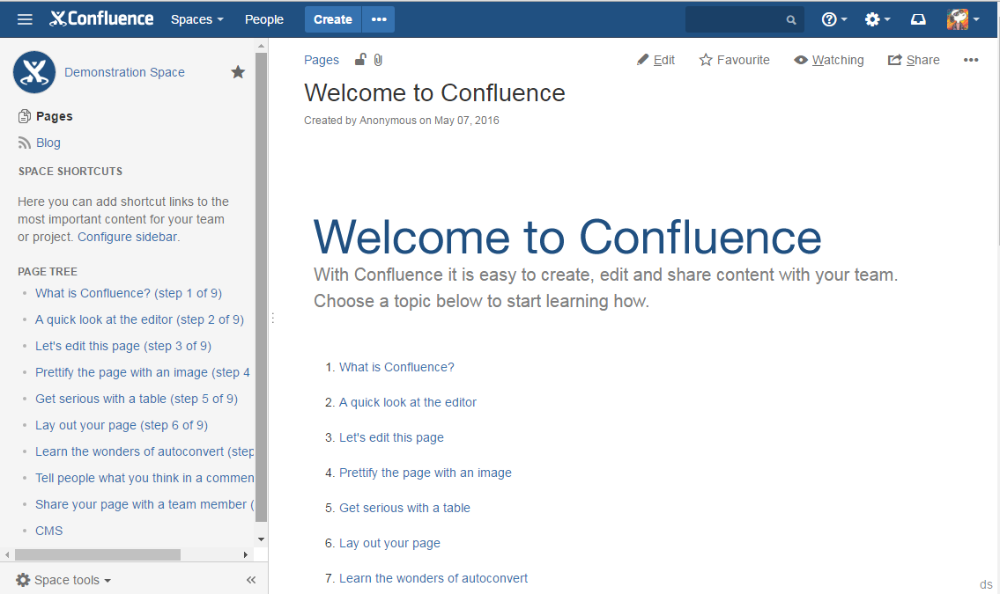 Confluence Spaces People Create
Demonstration Space
Pages
Blog
SPACE SHORTCUTS
Here you can add shortcut links to the
most important content for your team
or project. Configure sidebar.
PAGE TREE
What is Confluence? (step 1 of 9)
A quick look at the editor (step 2 of 9)
Let's edit this page (step 3 of 9)
Prettify the page with an image (step 4
Get serious with a table (step 5 of 9)
Lay out your page (step 6 of 9)
Learn the wonders of autoconvert (step
Tell people what you think in a commen
Share your page with a team member (
CMS
Space tools
Pages Edit Favourite Watching Share
Welcome to Confluence
Created by Anonymous on May 07, 2016
Welcome to Confluence
With Confluence it is easy to create, edit and share content with your team.
Choose a topic below to start learning how.
1. What is Confluence?
2. A quick look at the editor
3. Let's edit this page
4. Prettify the page with an image
5. Get serious with a table
6. Lay out your page
7. Learn the wonders of autoconvert
ds